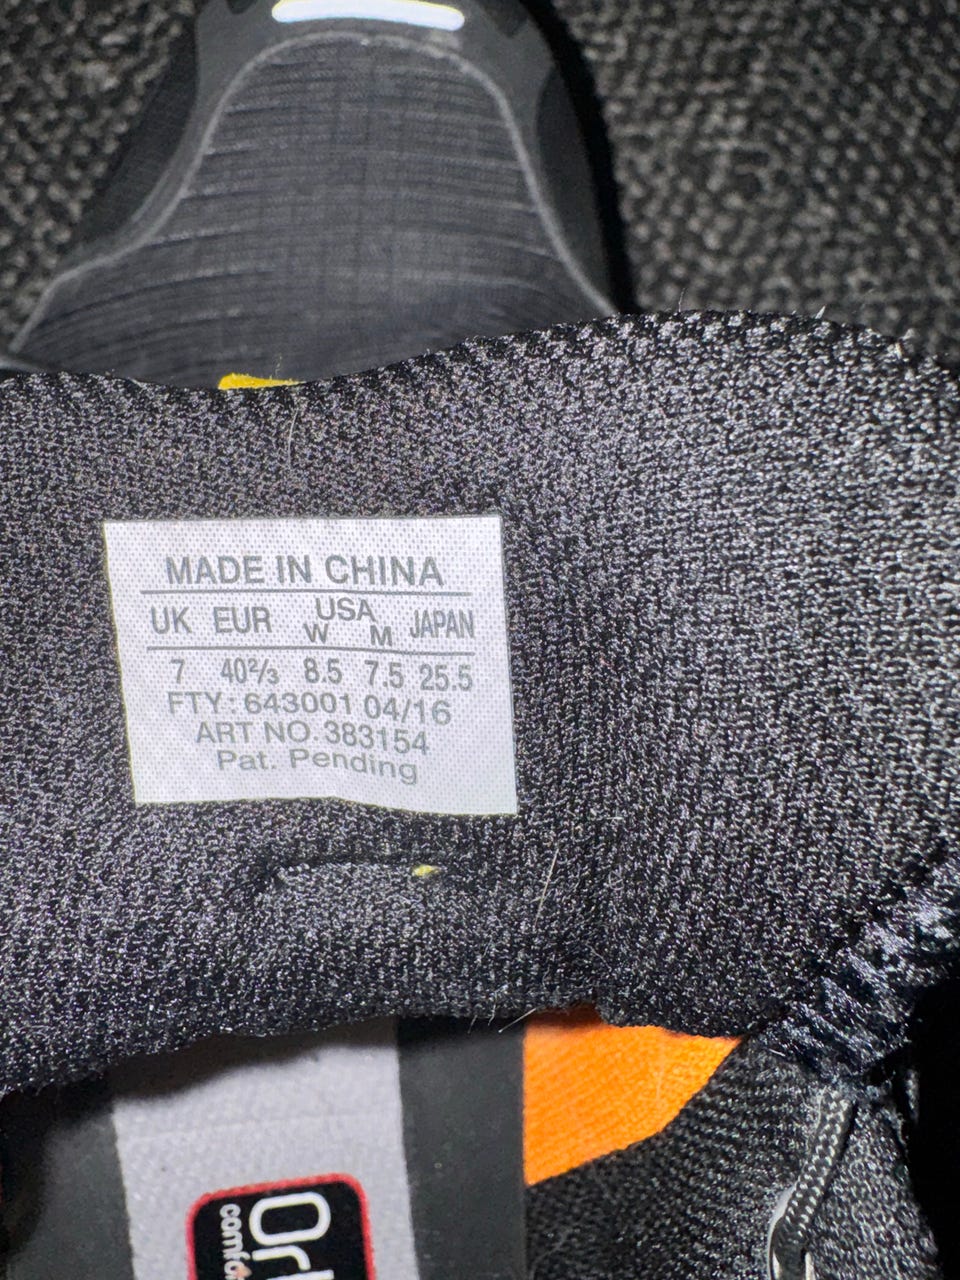 MADE IN CHINA
UK EUR USA W M JAPAN
7 40⅔ 8.5 7.5 25.5
FTY: 643001 04/16
ART NO. 383154
Pat. Pending